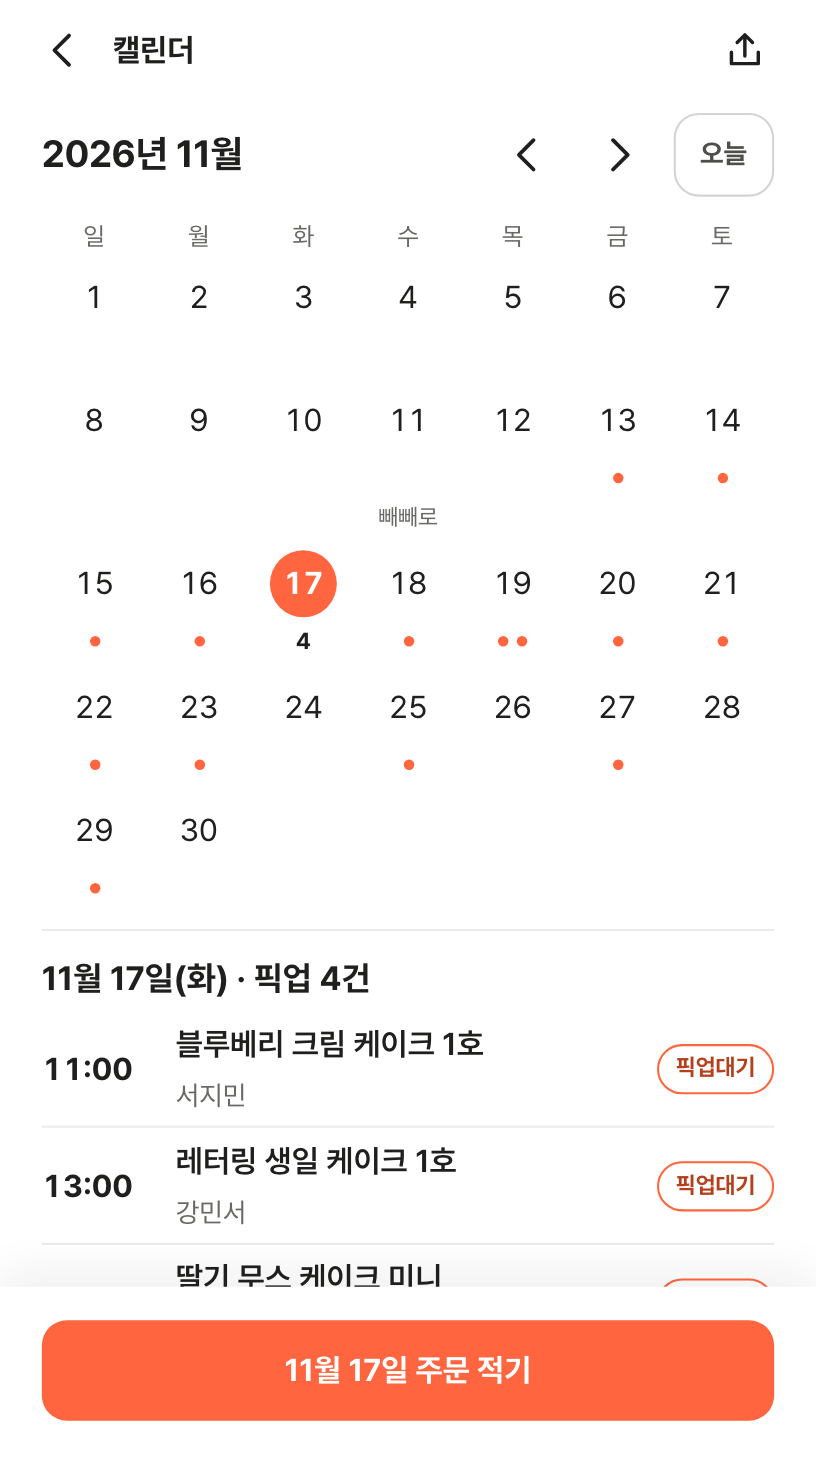 캘린더
2026년 11월
오늘
일 월 화 수 목 금 토
1 2 3 4 5 6 7
8 9 10 11 12 13 14
빼빼로
15 16 17 18 19 20 21
4
22 23 24 25 26 27 28
29 30
11월 17일(화) · 픽업 4건
11:00 블루베리 크림 케이크 1호 픽업대기
서지민
13:00 레터링 생일 케이크 1호 픽업대기
강민서
딸기 무스 케이크 미니
11월 17일 주문 적기